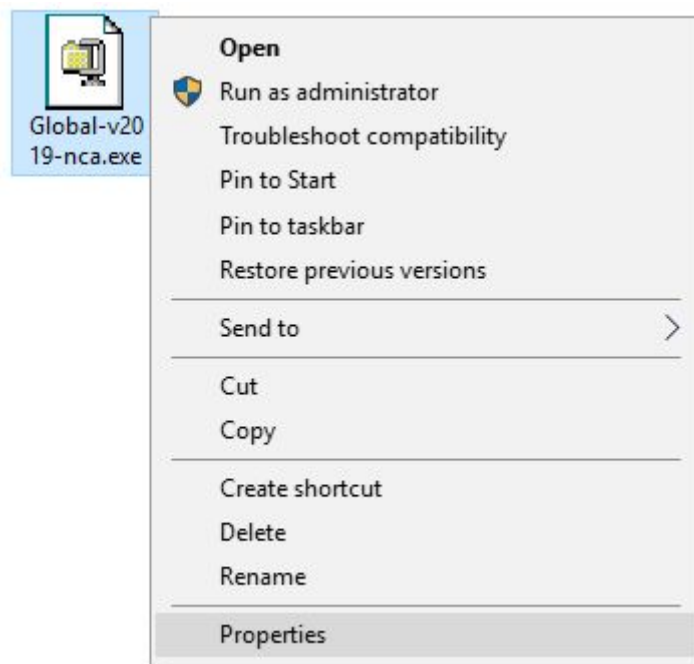 Global-v20
19-nca.exe
Open
Run as administrator
Troubleshoot compatibility
Pin to Start
Pin to taskbar
Restore previous versions
Send to
Cut
Copy
Create shortcut
Delete
Rename
Properties